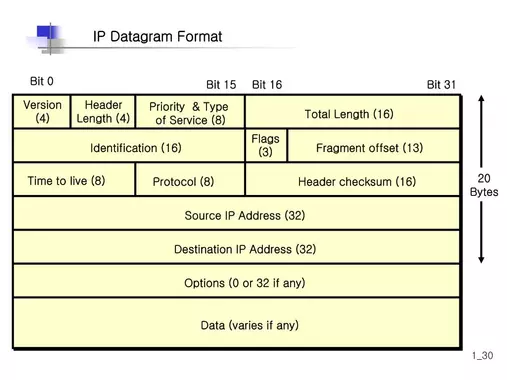 IP Datagram Format
Bit 0
Bit 15
Bit 16
Bit 31
Version
(4)
Header
Length (4)
Priority & Type
of Service (8)
Total Length (16)
Identification (16)
Flags
(3)
Fragment offset (13)
Time to live (8)
Protocol (8)
Header checksum (16)
20
Bytes
Source IP Address (32)
Destination IP Address (32)
Options (0 or 32 if any)
Data (varies if any)
1_30